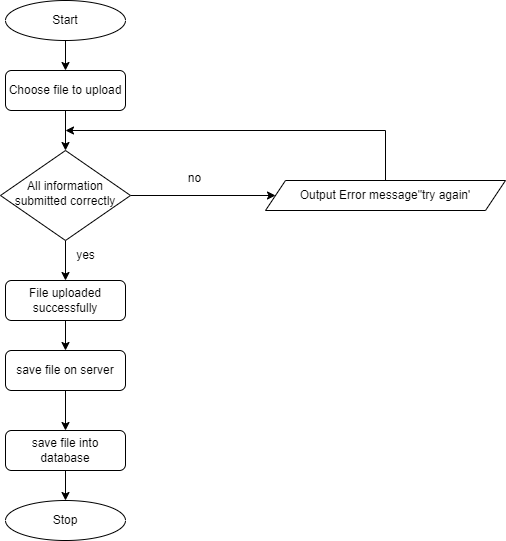 Start
Choose file to upload
All information
submitted correctly
no
Output Error message"try again'
yes
File uploaded
successfully
save file on server
save file into
database
Stop